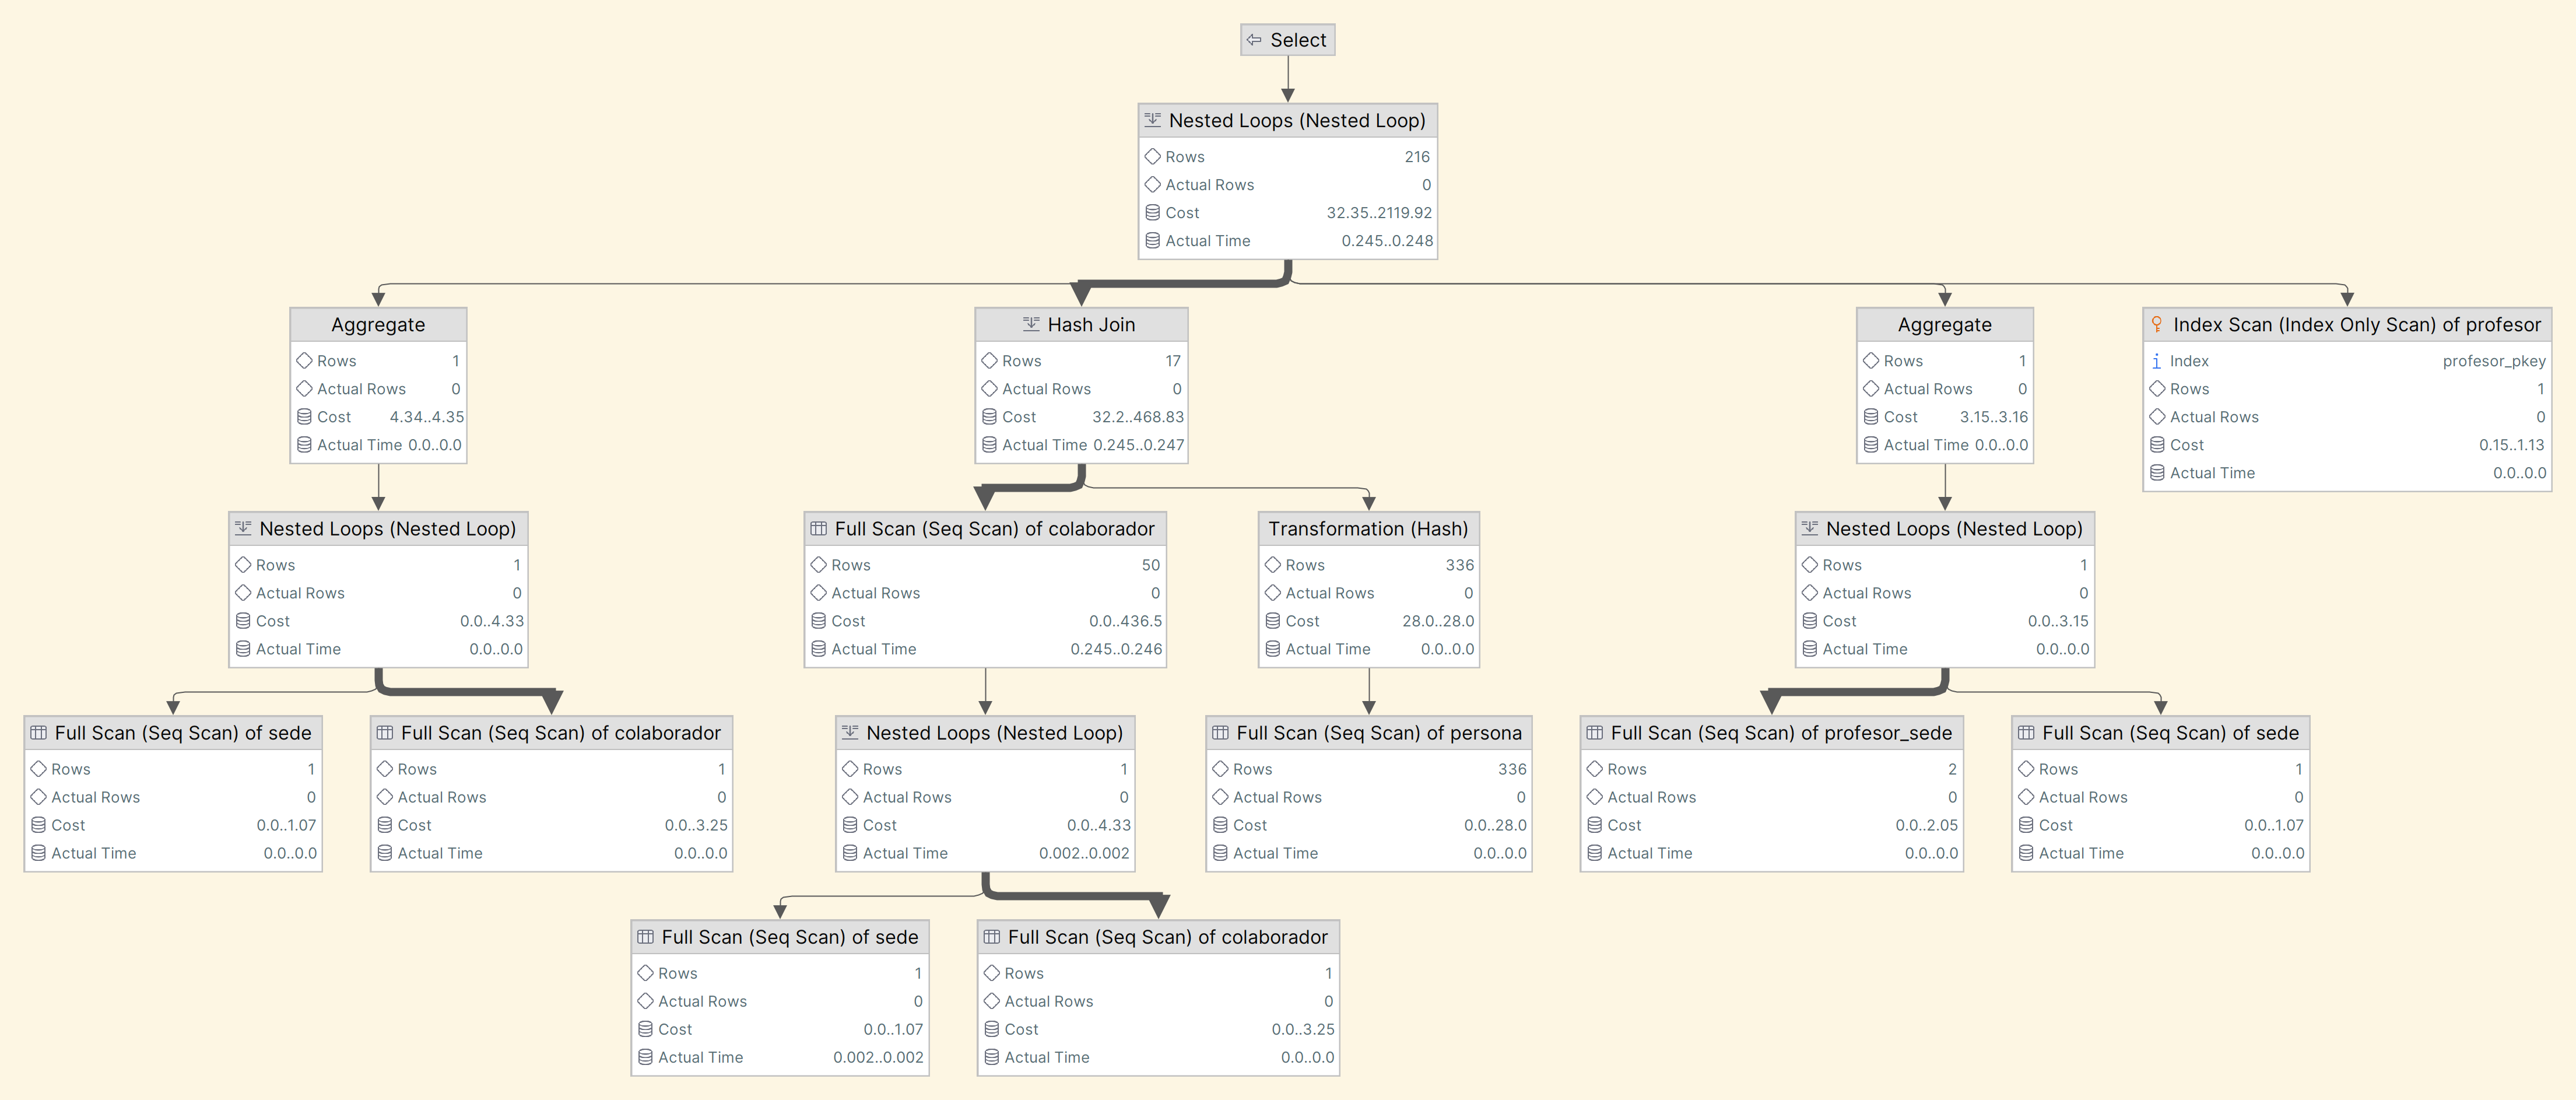 Select
Nested Loops (Nested Loop)
Rows 216
Actual Rows 0
Cost 32.35..2119.92
Actual Time 0.245..0.248
Aggregate
Rows 1
Actual Rows 0
Cost 4.34..4.35
Actual Time 0.0..0.0
Hash Join
Rows 17
Actual Rows 0
Cost 32.2..468.83
Actual Time 0.245..0.247
Aggregate
Rows 1
Actual Rows 0
Cost 3.15..3.16
Actual Time 0.0..0.0
Index Scan (Index Only Scan) of profesor
Index profesor_pkey
Rows 1
Actual Rows 0
Cost 0.15..1.13
Actual Time 0.0..0.0
Nested Loops (Nested Loop)
Rows 1
Actual Rows 0
Cost 0.0..4.33
Actual Time 0.0..0.0
Full Scan (Seq Scan) of colaborador
Rows 50
Actual Rows 0
Cost 0.0..436.5
Actual Time 0.245..0.246
Transformation (Hash)
Rows 336
Actual Rows 0
Cost 28.0..28.0
Actual Time 0.0..0.0
Nested Loops (Nested Loop)
Rows 1
Actual Rows 0
Cost 0.0..3.15
Actual Time 0.0..0.0
Full Scan (Seq Scan) of sede
Rows 1
Actual Rows 0
Cost 0.0..1.07
Actual Time 0.0..0.0
Full Scan (Seq Scan) of colaborador
Rows 1
Actual Rows 0
Cost 0.0..3.25
Actual Time 0.0..0.0
Nested Loops (Nested Loop)
Rows 1
Actual Rows 0
Cost 0.0..4.33
Actual Time 0.002..0.002
Full Scan (Seq Scan) of persona
Rows 336
Actual Rows 0
Cost 0.0..28.0
Actual Time 0.0..0.0
Full Scan (Seq Scan) of profesor_sede
Rows 2
Actual Rows 0
Cost 0.0..2.05
Actual Time 0.0..0.0
Full Scan (Seq Scan) of sede
Rows 1
Actual Rows 0
Cost 0.0..1.07
Actual Time 0.0..0.0
Full Scan (Seq Scan) of sede
Rows 1
Actual Rows 0
Cost 0.0..1.07
Actual Time 0.002..0.002
Full Scan (Seq Scan) of colaborador
Rows 1
Actual Rows 0
Cost 0.0..3.25
Actual Time 0.0..0.0